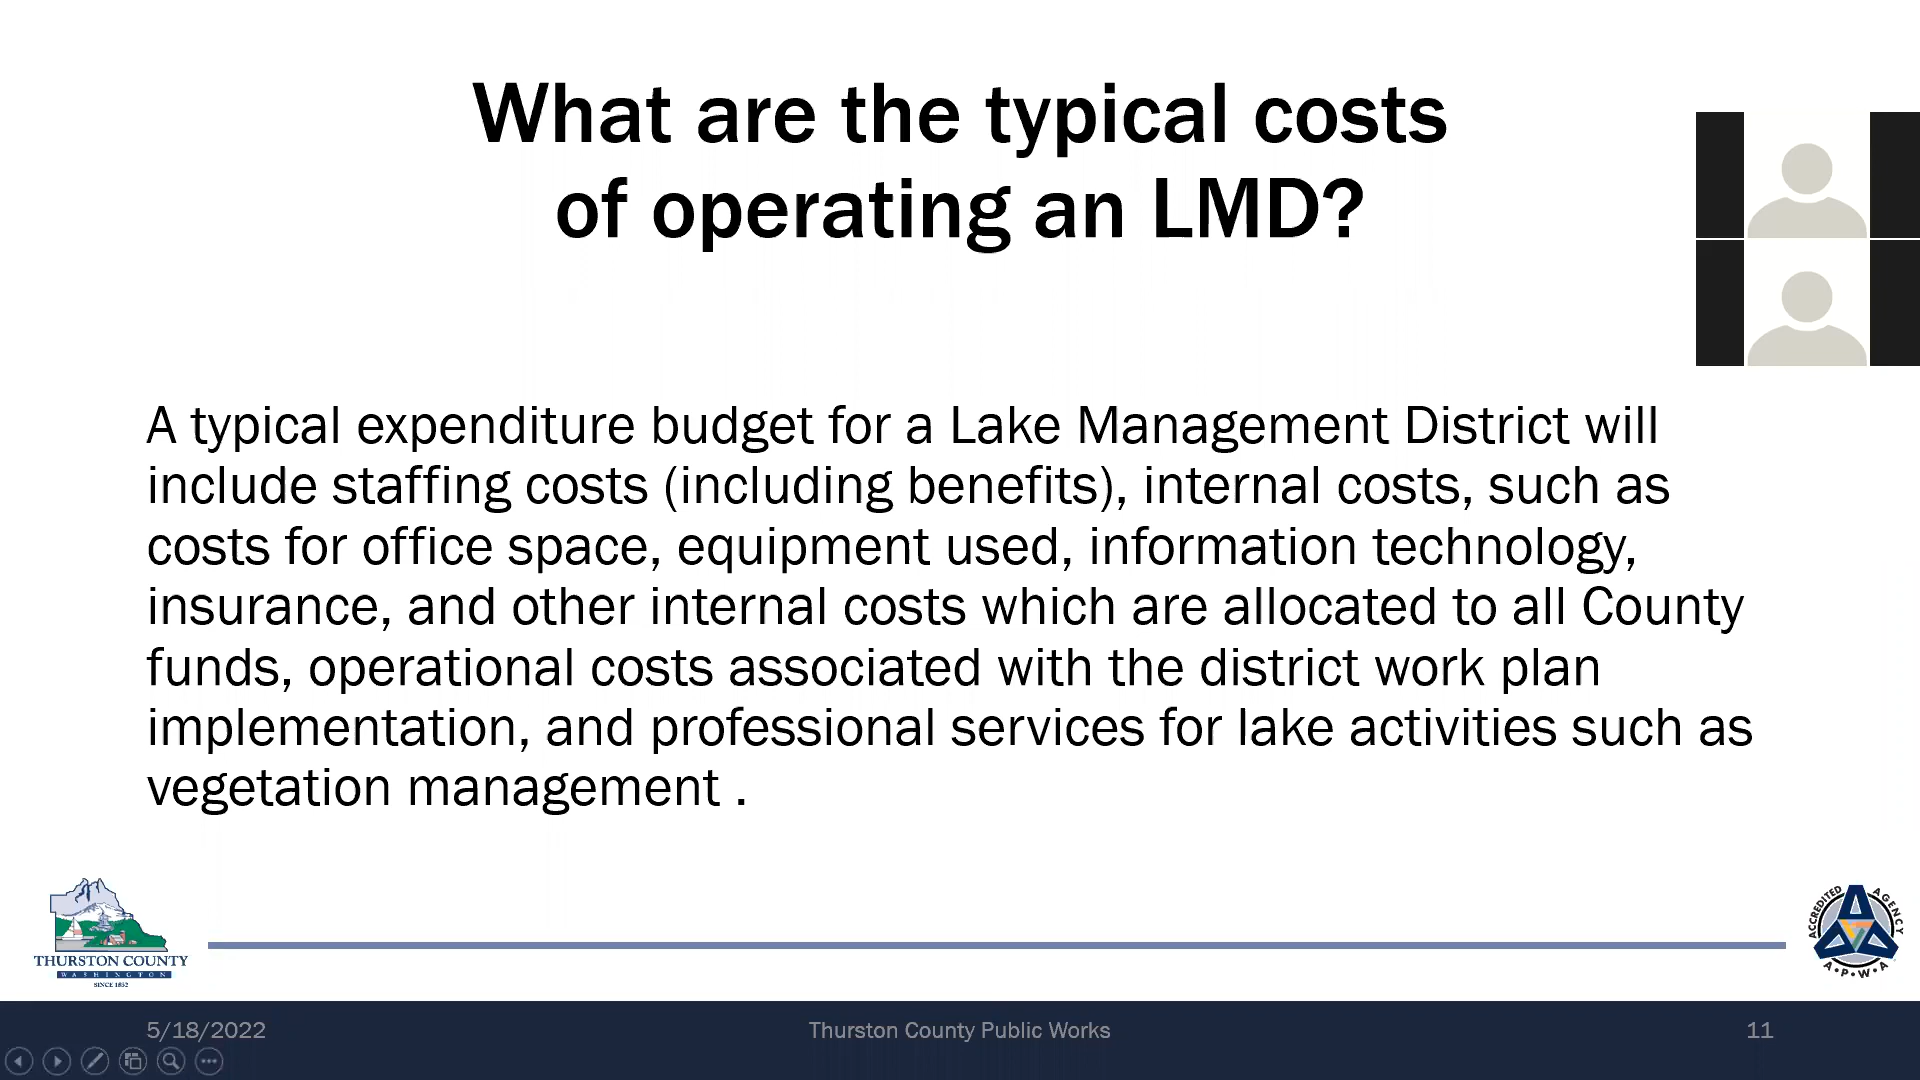 What are the typical costs
of operating an LMD?
A typical expenditure budget for a Lake Management District will
include staffing costs (including benefits), internal costs, such as
costs for office space, equipment used, information technology,
insurance, and other internal costs which are allocated to all County
funds, operational costs associated with the district work plan
implementation, and professional services for lake activities such as
vegetation management .
THURSTON COUNTY
WASHINGTON
SINCE 1852
ACCREDITED AGENCY
A•P•W•A
5/18/2022
Thurston County Public Works
11